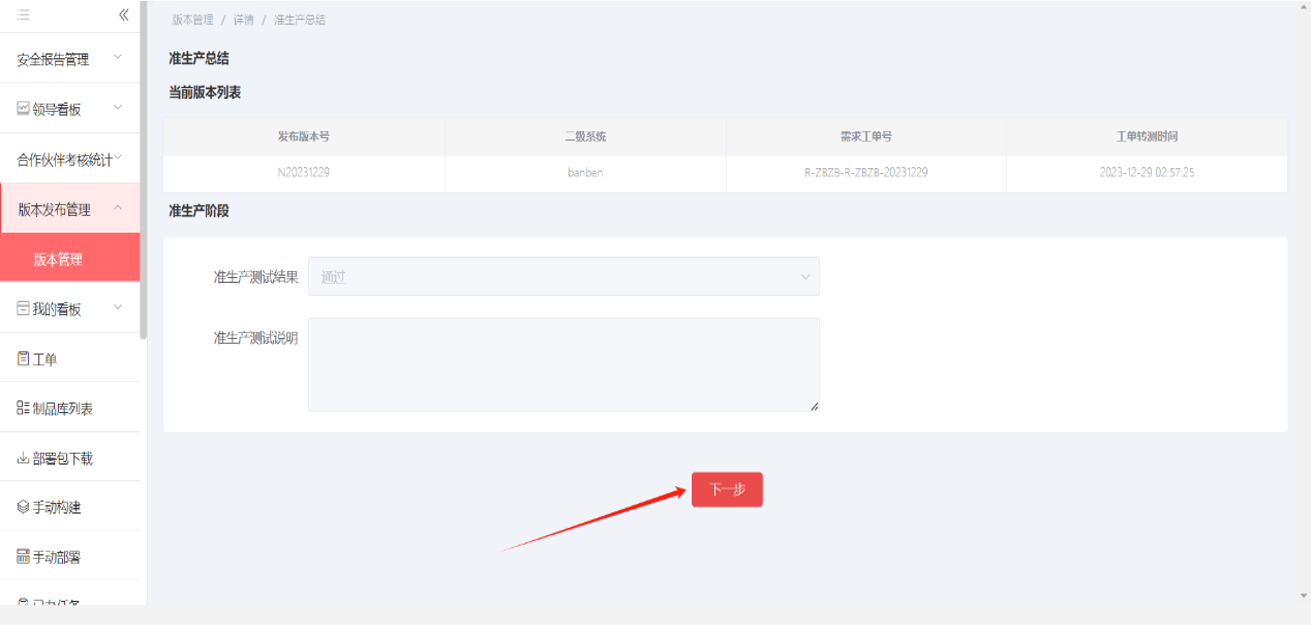 版本管理 / 详情 / 准生产总结
安全报告管理
领导看板
合作伙伴考核统计
版本发布管理
版本管理
我的看板
工单
制品库列表
部署包下载
手动构建
手动部署
已办任务
准生产总结
当前版本列表
发布版本号 二级系统 需求工单号 工单转测时间
N20231229 banben R-ZBZB-R-ZBZB-20231229 2023-12-29 02:57:25
准生产阶段
准生产测试结果 通过
准生产测试说明
下一步